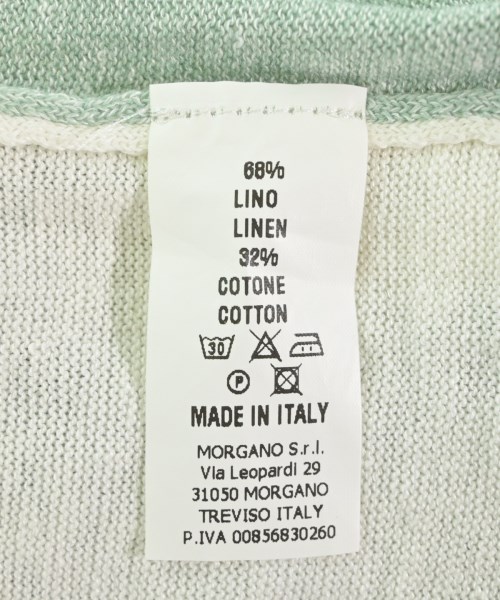 68%
LINO
LINEN
32%
COTONE
COTTON
30
P
MADE IN ITALY
MORGANO S.r.l.
Via Leopardi 29
31050 MORGANO
TREVISO ITALY
P.IVA 00856830260